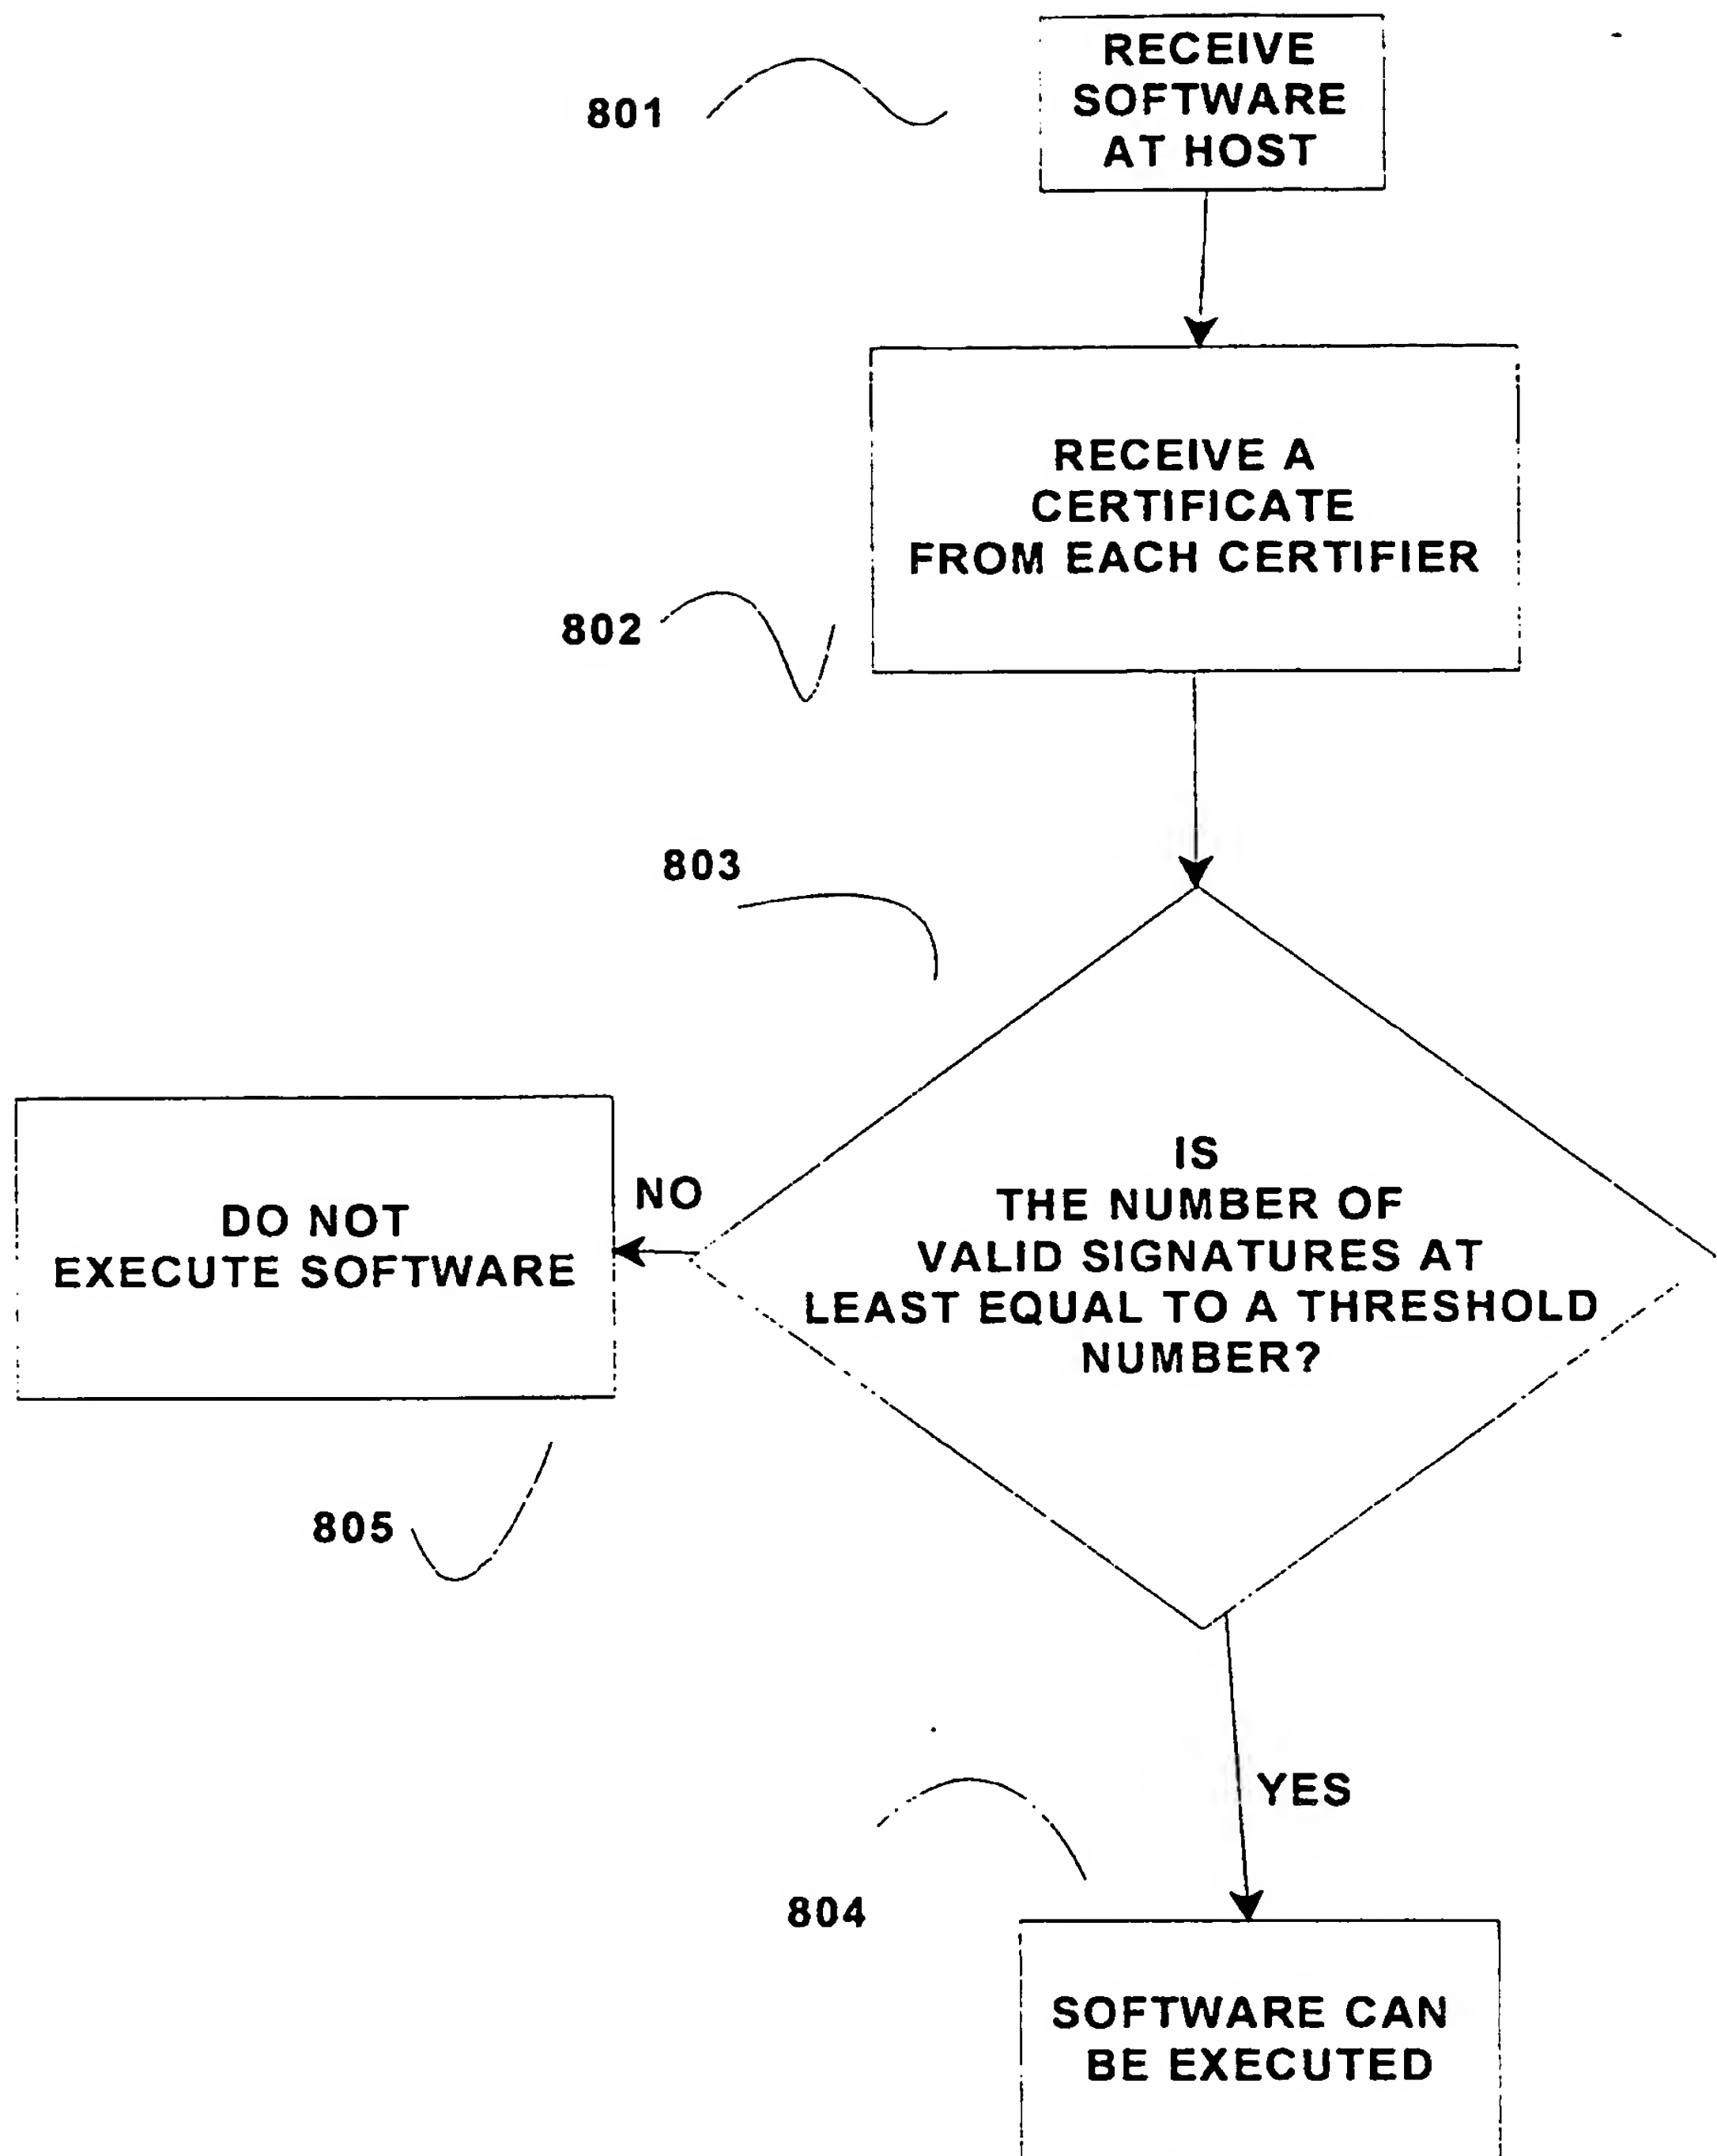 RECEIVE
SOFTWARE
AT HOST
801
RECEIVE A
CERTIFICATE
FROM EACH CERTIFIER
802
803
IS
THE NUMBER OF
VALID SIGNATURES AT
LEAST EQUAL TO A THRESHOLD
NUMBER?
NO
DO NOT
EXECUTE SOFTWARE
805
YES
804
SOFTWARE CAN
BE EXECUTED